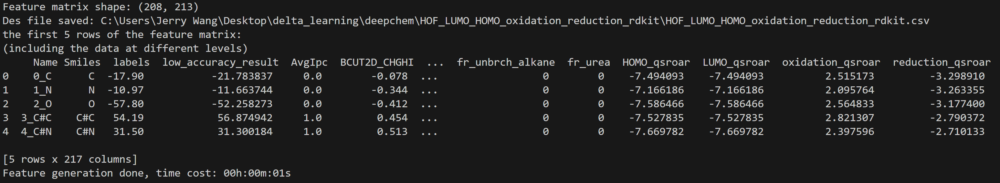 Feature matrix shape: (208, 213)
Des file saved: C:\Users\Jerry Wang\Desktop\delta_learning\deepchem\HOF_LUMO_HOMO_oxidation_reduction_rdkit\HOF_LUMO_HOMO_oxidation_reduction_rdkit.csv
the first 5 rows of the feature matrix:
(including the data at different levels)
Name Smiles labels low_accuracy_result AvgIpc BCUT2D_CHGHI ... fr_unbrch_alkane fr_urea HOMO_qsroar LUMO_qsroar oxidation_qsroar reduction_qsroar
0 0_C C -17.90 -21.783837 0.0 -0.078 ... 0 0 -7.494093 -7.494093 2.515173 -3.298910
1 1_N N -10.97 -11.663744 0.0 -0.344 ... 0 0 -7.166186 -7.166186 2.095764 -3.263355
2 2_O O -57.80 -52.258273 0.0 -0.412 ... 0 0 -7.586466 -7.586466 2.564833 -3.177400
3 3_C#C C#C 54.19 56.874942 1.0 0.454 ... 0 0 -7.527835 -7.527835 2.821307 -2.790372
4 4_C#N C#N 31.50 31.300184 1.0 0.513 ... 0 0 -7.669782 -7.669782 2.397596 -2.710133
[5 rows x 217 columns]
Feature generation done, time cost: 00h:00m:01s